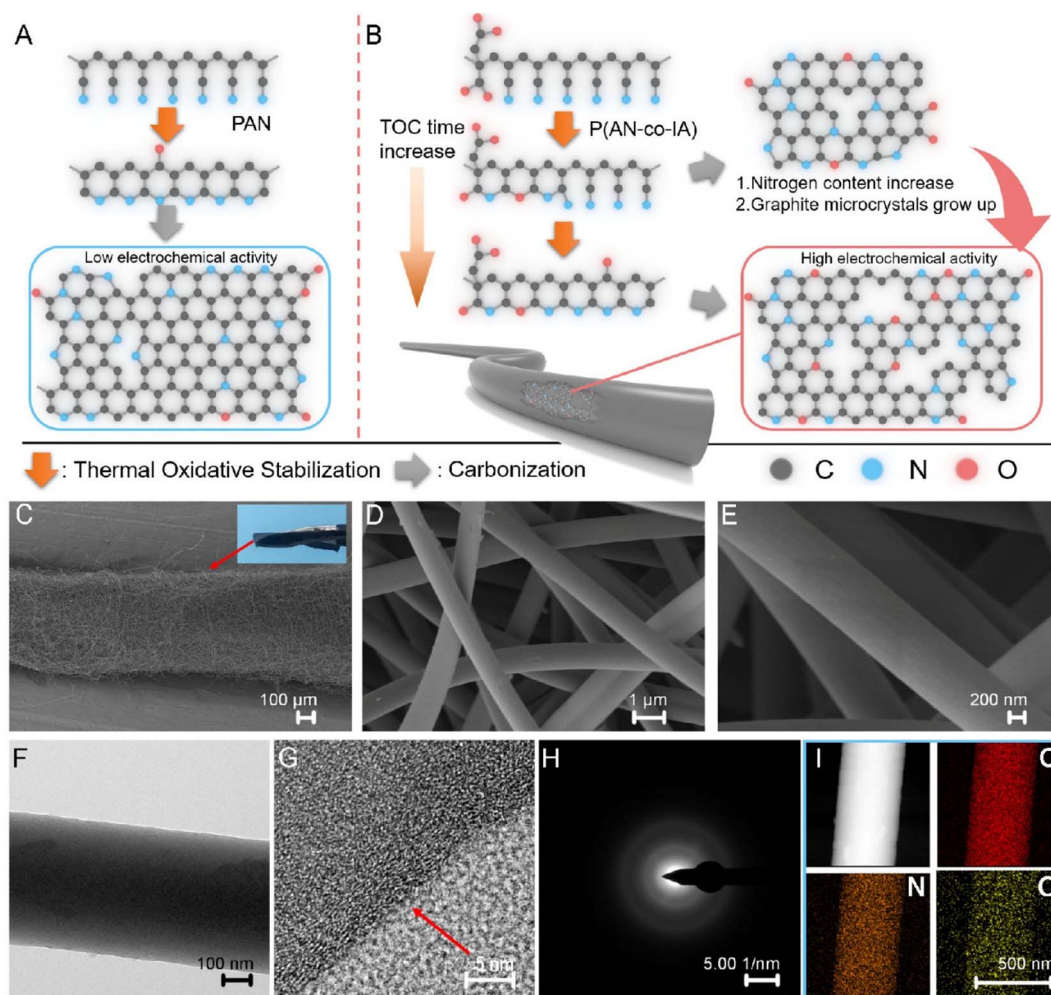 A
PAN
Low electrochemical activity
B
TOC time
increase
P(AN-co-IA)
1.Nitrogen content increase
2.Graphite microcrystals grow up
High electrochemical activity
: Thermal Oxidative Stabilization
: Carbonization
C
N
O
C
100 µm
D
1 µm
E
200 nm
F
100 nm
G
5 nm
H
5.00 1/nm
I
N
500 nm